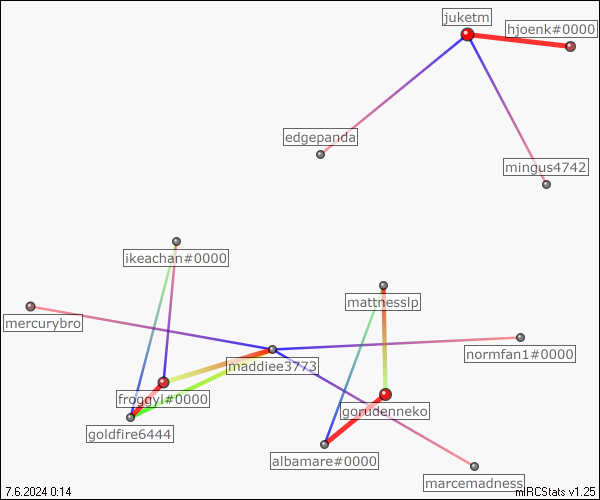 juketm
hjoenk#0000
edgepanda
mingus4742
ikeachan#0000
mattnesslp
mercurybro
normfan1#0000
maddiee3773
froggyl#0000
gorudenneko
goldfire6444
albamare#0000
marcemadness
7.6.2024 0:14
mIRCStats v1.25